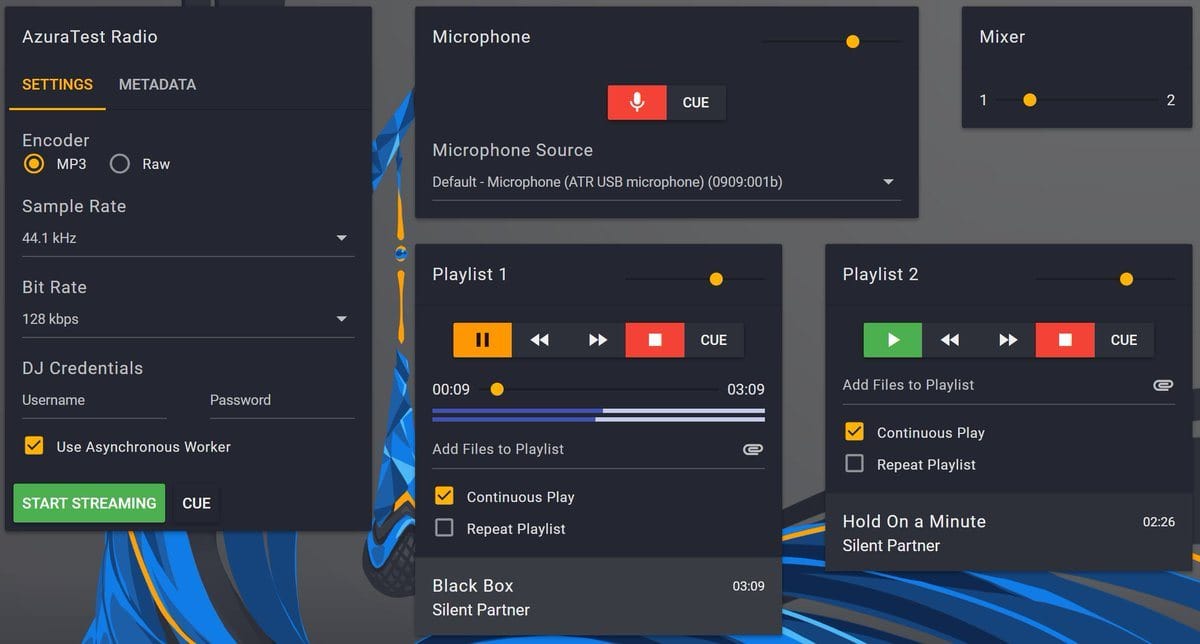 AzuraTest Radio
SETTINGS METADATA
Encoder
MP3 Raw
Sample Rate
44.1 kHz
Bit Rate
128 kbps
DJ Credentials
Username Password
Use Asynchronous Worker
START STREAMING CUE
Microphone
CUE
Microphone Source
Default - Microphone (ATR USB microphone) (0909:001b)
Mixer
1 2
Playlist 1
CUE
00:09 03:09
Add Files to Playlist
Continuous Play
Repeat Playlist
Black Box 03:09
Silent Partner
Playlist 2
CUE
Add Files to Playlist
Continuous Play
Repeat Playlist
Hold On a Minute 02:26
Silent Partner